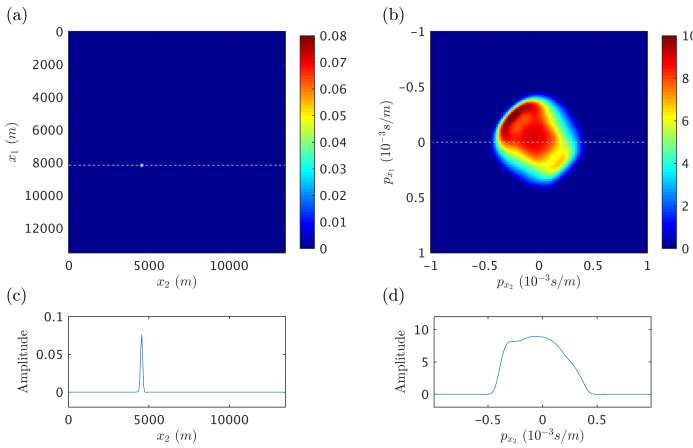 (a)
0
2000
4000
6000
8000
10000
12000
x₁ (m)
0 5000 10000
x₂ (m)
0.08
0.07
0.06
0.05
0.04
0.03
0.02
0.01
0
(b)
−1
−0.5
0
0.5
1
pₓ₁ (10⁻³s/m)
−1 −0.5 0 0.5 1
pₓ₂ (10⁻³s/m)
10
8
6
4
2
0
(c)
0.1
0.05
0
Amplitude
0 5000 10000
x₂ (m)
(d)
10
5
0
Amplitude
−0.5 0 0.5
pₓ₂ (10⁻³s/m)